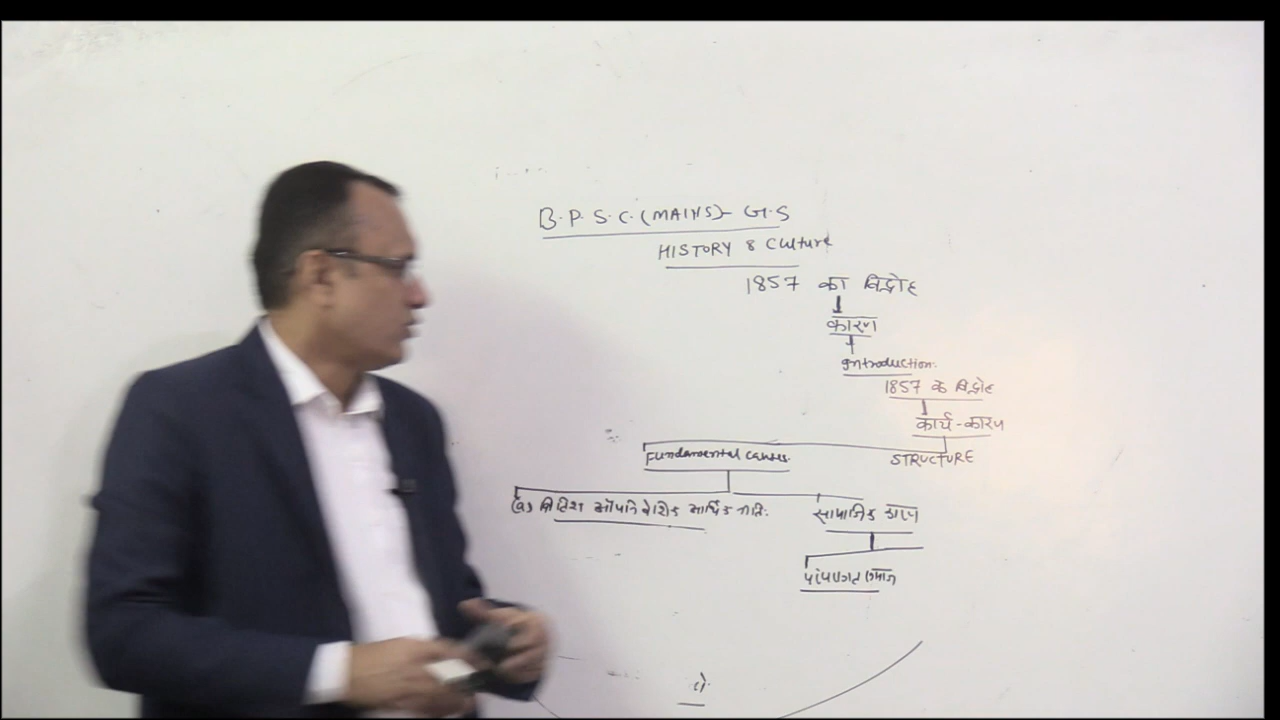 B.P.S.C.(MAINS)- G.S
HISTORY & Culture
1857 का विद्रोह
कारण
Introduction.
1857 के विद्रोह
कार्य-कारण
STRUCTURE
Fundamental causes.
(a) ब्रिटिश औपनिवेशिक आर्थिक नीति.
सामाजिक कारण
परंपरागत समाज